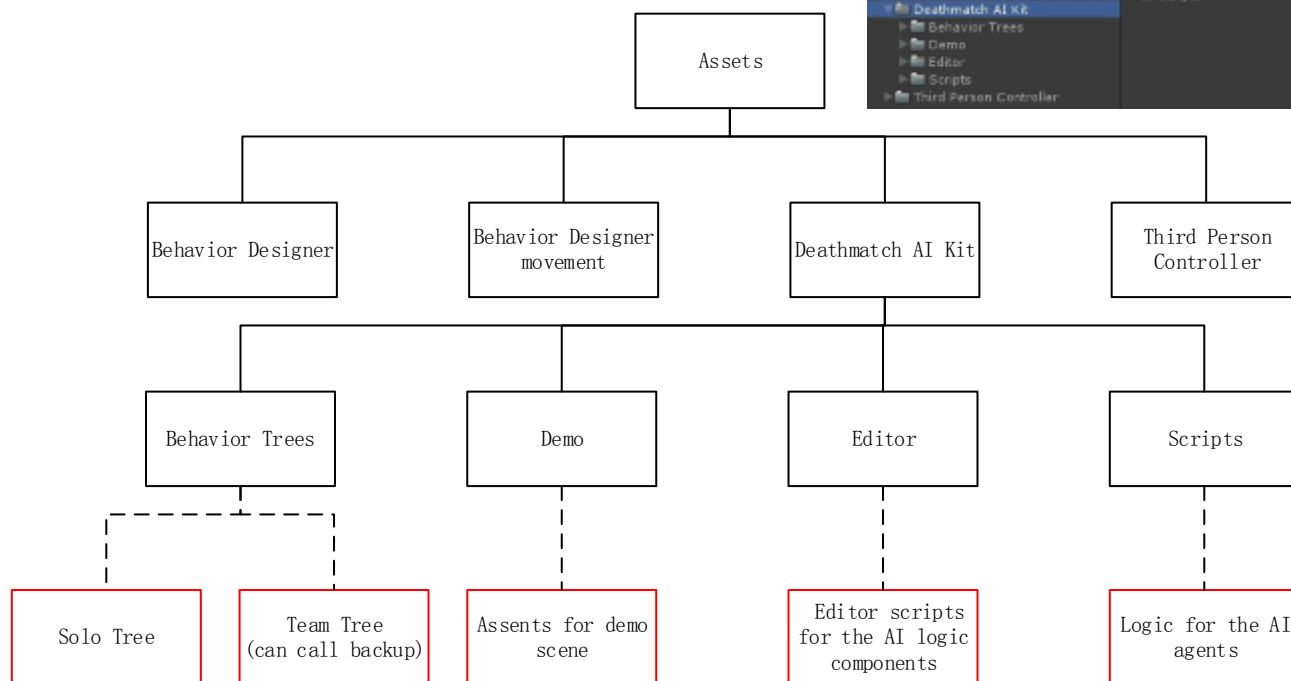 Deathmatch AI Kit
Behavior Trees
Demo
Editor
Scripts
Third Person Controller
Assets
Behavior Designer
Behavior Designer
movement
Deathmatch AI Kit
Third Person
Controller
Behavior Trees
Demo
Editor
Scripts
Solo Tree
Team Tree
(can call backup)
Assents for demo
scene
Editor scripts
for the AI logic
components
Logic for the AI
agents